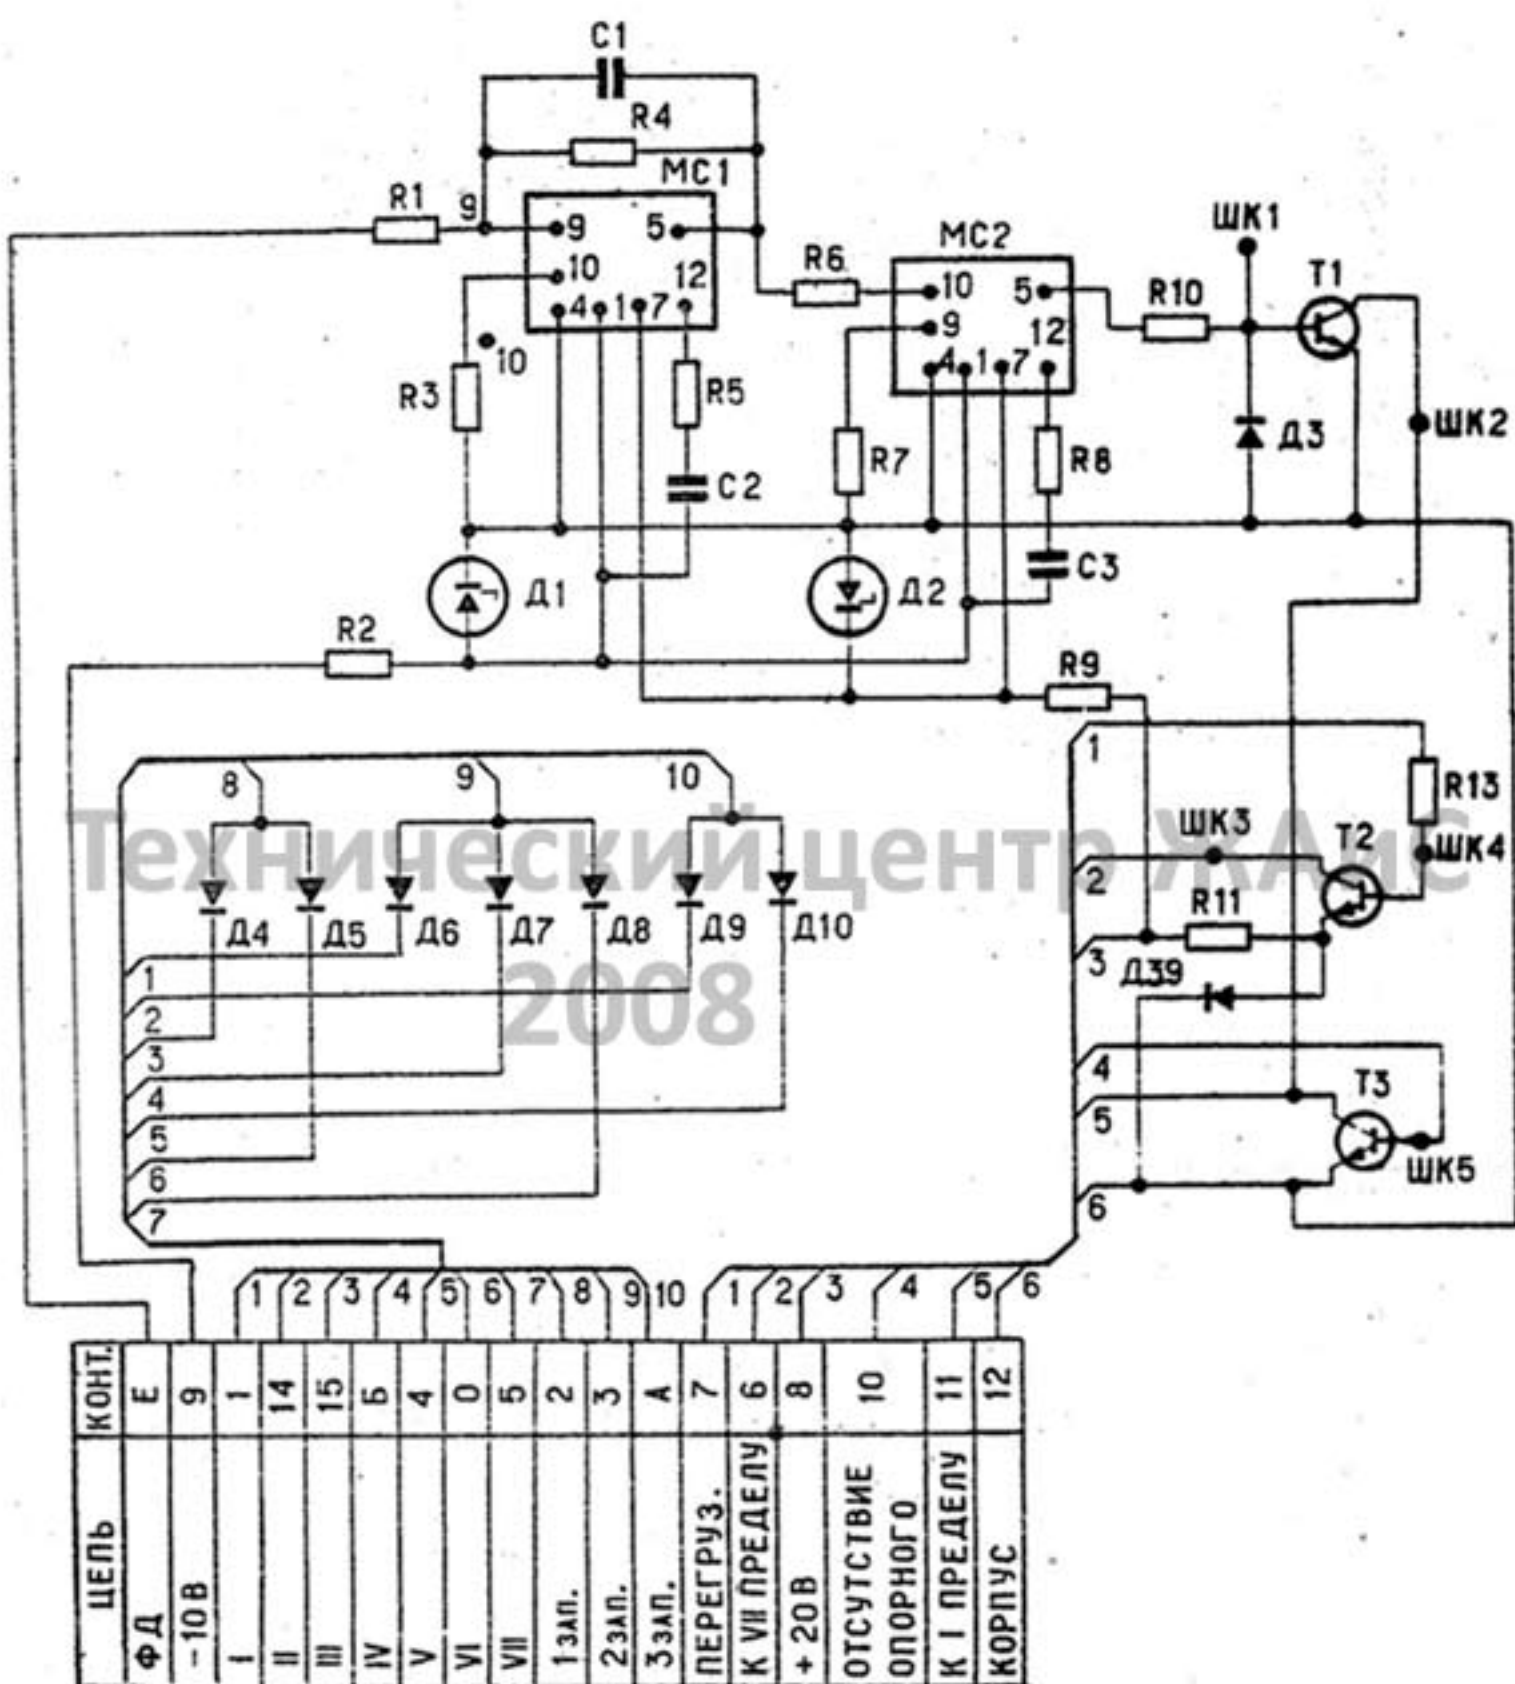 C1
R4
MC1
R1 9
9 5
10 12
4 1 7
10
R3 R5
C2
MC2
R6
10 5
9 12
4 1 7
R7 R8
C3
ШК1
R10 T1
Д3
ШК2
Д1 Д2
R2
R9
1
R13
ШК3 T2 ШК4
2
R11
3
Д39
4
T3
5
ШК5
6
8 9 10
Д4 Д5 Д6 Д7 Д8 Д9 Д10
1
2
3
4
5
6
7
Технический центр ЖАиС
2008
1 2 3 4 5 6 7 8 9 10 1 2 3 4 5 6
КОНТ. Е 9 1 14 15 Б 4 0 5 2 3 А 7 6 8 10 11 12
ЦЕПЬ
ФД
-10В
I
II
III
IV
V
VI
VII
1 ЗАП.
2 ЗАП.
3 ЗАП.
ПЕРЕГРУЗ.
К VII ПРЕДЕЛУ
+20В
ОТСУТСТВИЕ
ОПОРНОГО
К I ПРЕДЕЛУ
КОРПУС